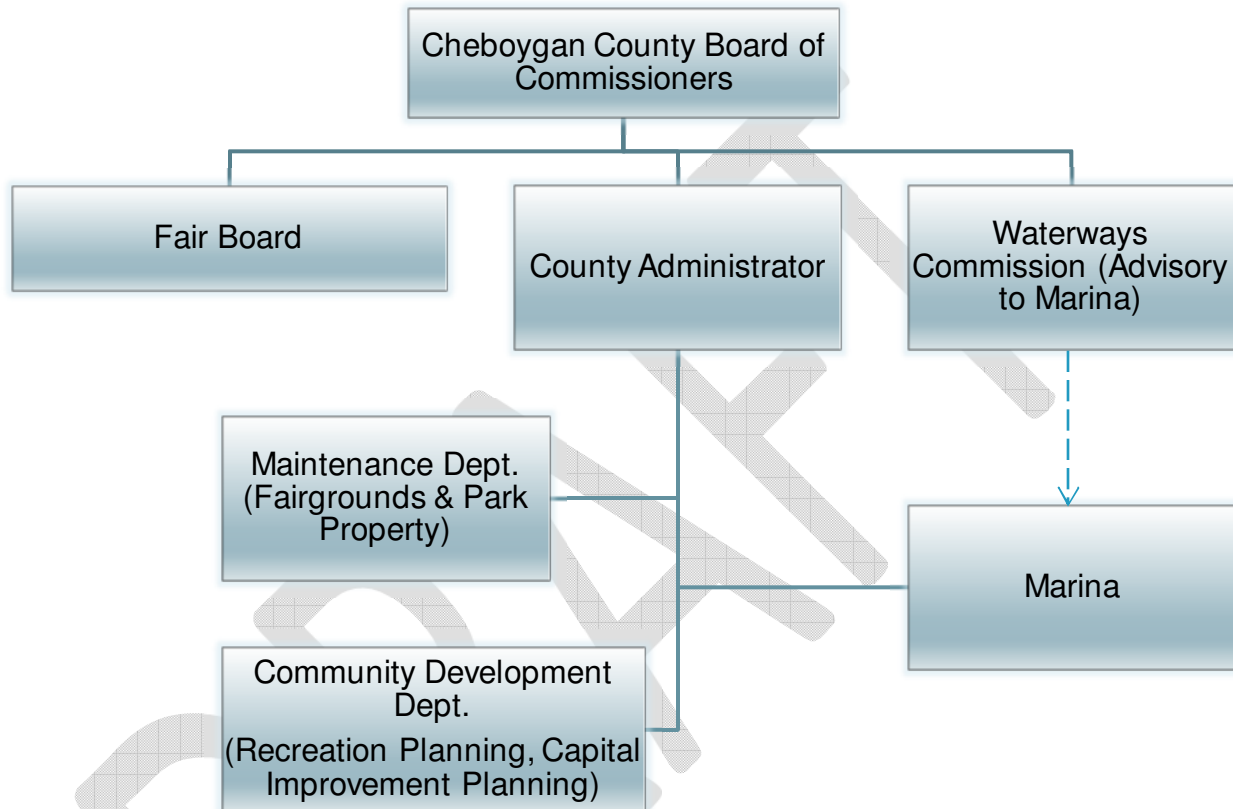 Cheboygan County Board of
Commissioners
Fair Board
County Administrator
Waterways
Commission (Advisory
to Marina)
Maintenance Dept.
(Fairgrounds & Park
Property)
Marina
Community Development
Dept.
(Recreation Planning, Capital
Improvement Planning)
DRAFT